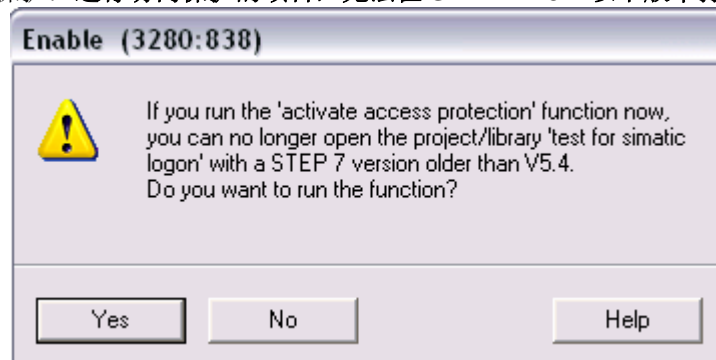 Enable (3280:838)
If you run the 'activate access protection' function now,
you can no longer open the project/library 'test for simatic
logon' with a STEP 7 version older than V5.4.
Do you want to run the function?
Yes
No
Help